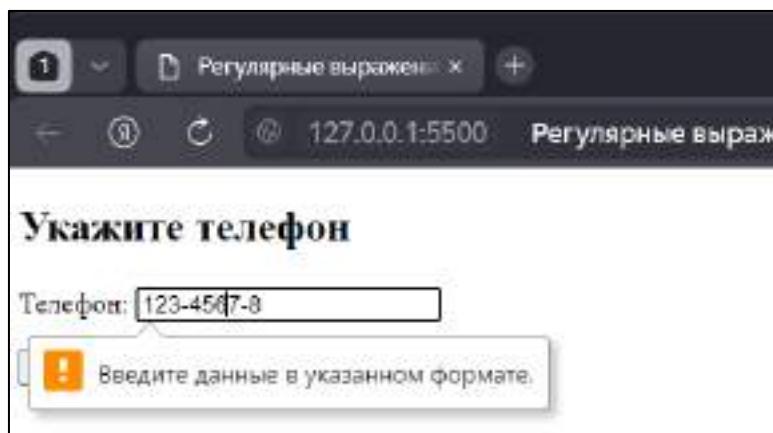 1
Регулярные выражени ×
Я 127.0.0.1:5500 Регулярные выраж
Укажите телефон
Телефон: 123-4567-8
! Введите данные в указанном формате.